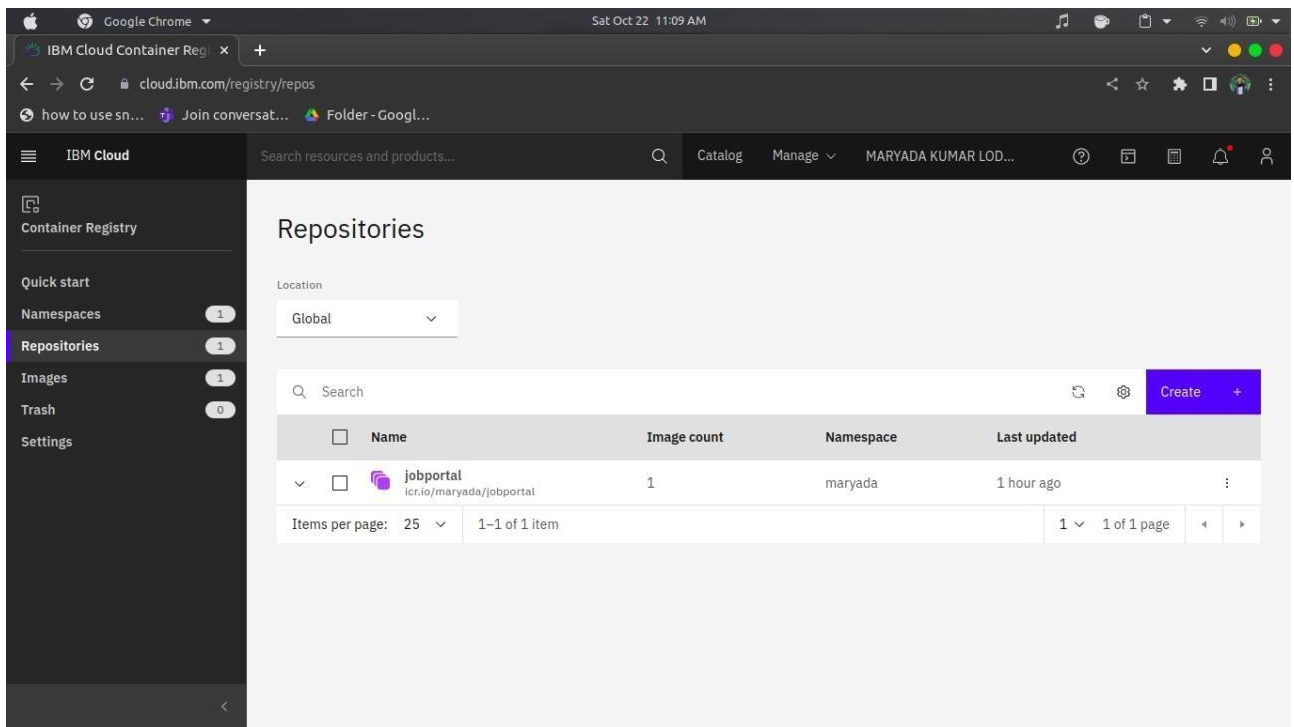 Google Chrome
Sat Oct 22 11:09 AM
IBM Cloud Container Regi
cloud.ibm.com/registry/repos
how to use sn...
Join conversat...
Folder - Googl...
IBM Cloud
Search resources and products...
Catalog
Manage
MARYADA KUMAR LOD...
Container Registry
Quick start
Namespaces 1
Repositories 1
Images 1
Trash 0
Settings
Repositories
Location
Global
Search
Create +
Name Image count Namespace Last updated
jobportal 1 maryada 1 hour ago
icr.io/maryada/jobportal
Items per page: 25 1–1 of 1 item 1 1 of 1 page